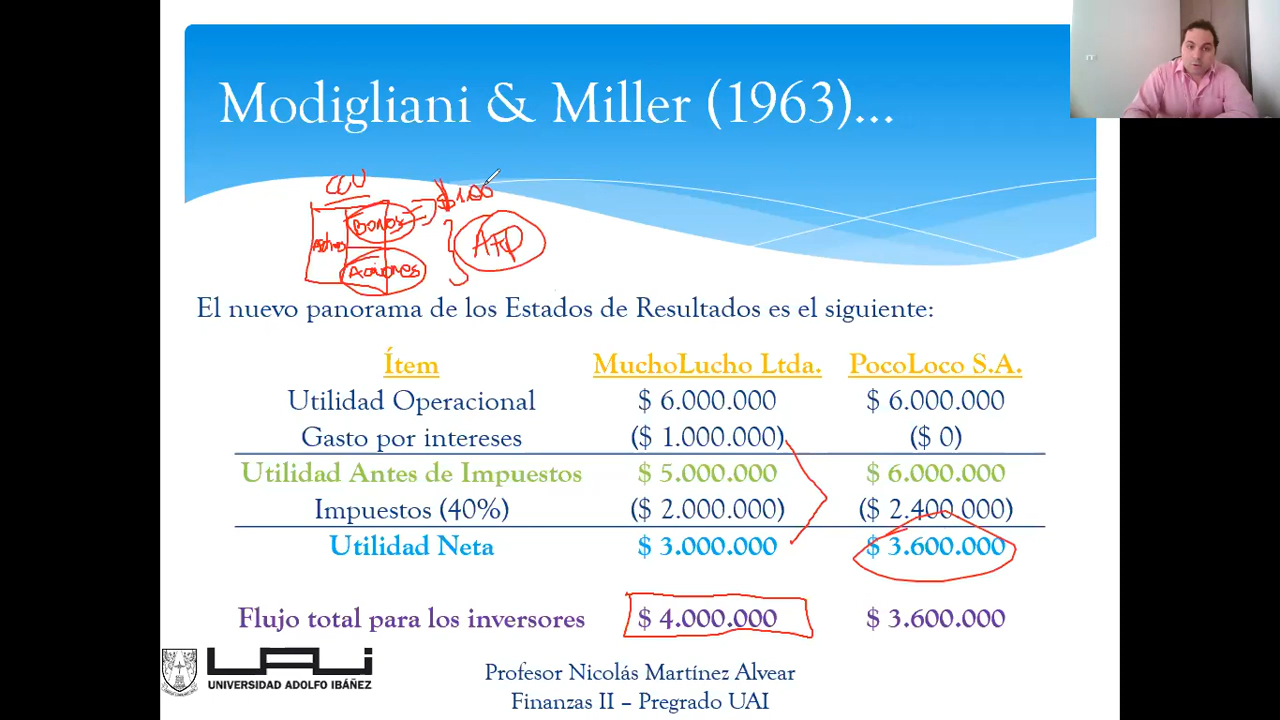 Modigliani & Miller (1963)...
CCU
Bonos
$100
Acciones
AFP
El nuevo panorama de los Estados de Resultados es el siguiente:
Ítem MuchoLucho Ltda. PocoLoco S.A.
Utilidad Operacional $ 6.000.000 $ 6.000.000
Gasto por intereses ($ 1.000.000) ($ 0)
Utilidad Antes de Impuestos $ 5.000.000 $ 6.000.000
Impuestos (40%) ($ 2.000.000) ($ 2.400.000)
Utilidad Neta $ 3.000.000 $ 3.600.000
Flujo total para los inversores $ 4.000.000 $ 3.600.000
UAI
UNIVERSIDAD ADOLFO IBÁÑEZ
Profesor Nicolás Martínez Alvear
Finanzas II – Pregrado UAI